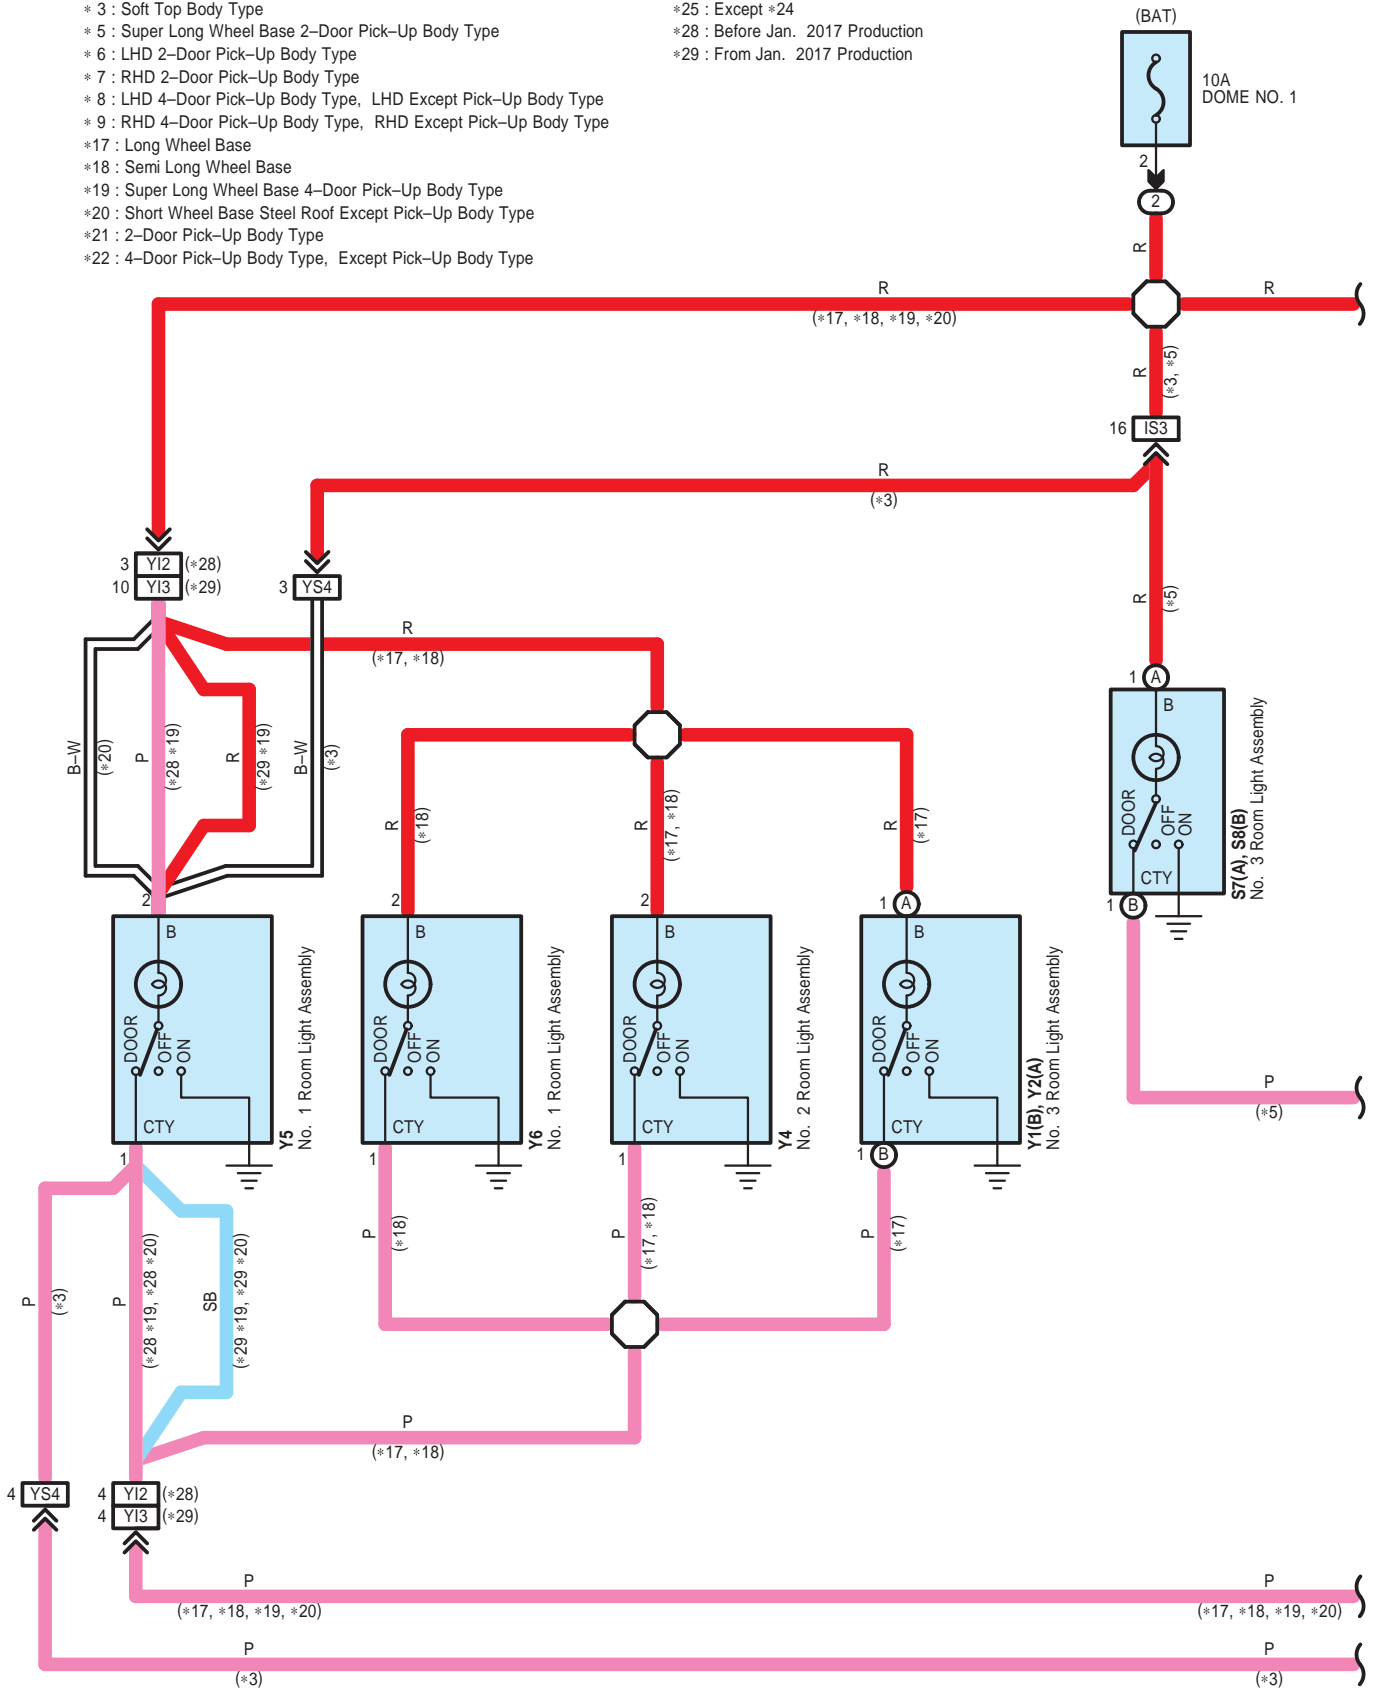 * 3 : Soft Top Body Type
* 5 : Super Long Wheel Base 2–Door Pick–Up Body Type
* 6 : LHD 2–Door Pick–Up Body Type
* 7 : RHD 2–Door Pick–Up Body Type
* 8 : LHD 4–Door Pick–Up Body Type, LHD Except Pick–Up Body Type
* 9 : RHD 4–Door Pick–Up Body Type, RHD Except Pick–Up Body Type
*17 : Long Wheel Base
*18 : Semi Long Wheel Base
*19 : Super Long Wheel Base 4–Door Pick–Up Body Type
*20 : Short Wheel Base Steel Roof Except Pick–Up Body Type
*21 : 2–Door Pick–Up Body Type
*22 : 4–Door Pick–Up Body Type, Except Pick–Up Body Type
*25 : Except *24
*28 : Before Jan. 2017 Production
*29 : From Jan. 2017 Production
(BAT)
10A
DOME NO. 1
2
2
R
R
(*17, *18, *19, *20)
R
R
(*3, *5)
16 IS3
R
(*3)
3 YI2 (*28)
10 YI3 (*29)
3 YS4
R
(*5)
R
(*17, *18)
B–W
(*20)
P
(*28 *19)
R
(*29 *19)
B–W
(*3)
R
(*18)
R
(*17, *18)
R
(*17)
1 A
B
DOOR
OFF
ON
CTY
1 B
S7(A), S8(B)
No. 3 Room Light Assembly
2
B
DOOR
OFF
ON
CTY
1
Y5
No. 1 Room Light Assembly
2
B
DOOR
OFF
ON
CTY
1
Y6
No. 1 Room Light Assembly
2
B
DOOR
OFF
ON
CTY
1
Y4
No. 2 Room Light Assembly
1 A
B
DOOR
OFF
ON
CTY
1 B
Y1(B), Y2(A)
No. 3 Room Light Assembly
P
(*5)
P
(*3)
P
(*28 *19, *28 *20)
SB
(*29 *19, *29 *20)
P
(*18)
P
(*17, *18)
P
(*17)
P
(*17, *18)
4 YS4
4 YI2 (*28)
4 YI3 (*29)
P
(*17, *18, *19, *20)
P
(*17, *18, *19, *20)
P
(*3)
P
(*3)